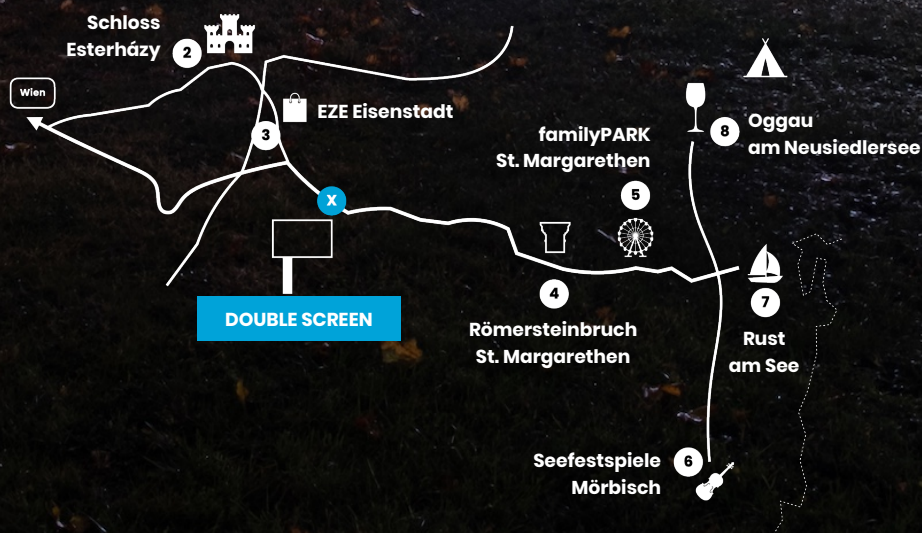 Schloss
Esterházy
2
Wien
EZE Eisenstadt
3
familyPARK
St. Margarethen
5
8
Oggau
am Neusiedlersee
X
DOUBLE SCREEN
4
Römersteinbruch
St. Margarethen
7
Rust
am See
Seefestspiele
Mörbisch
6